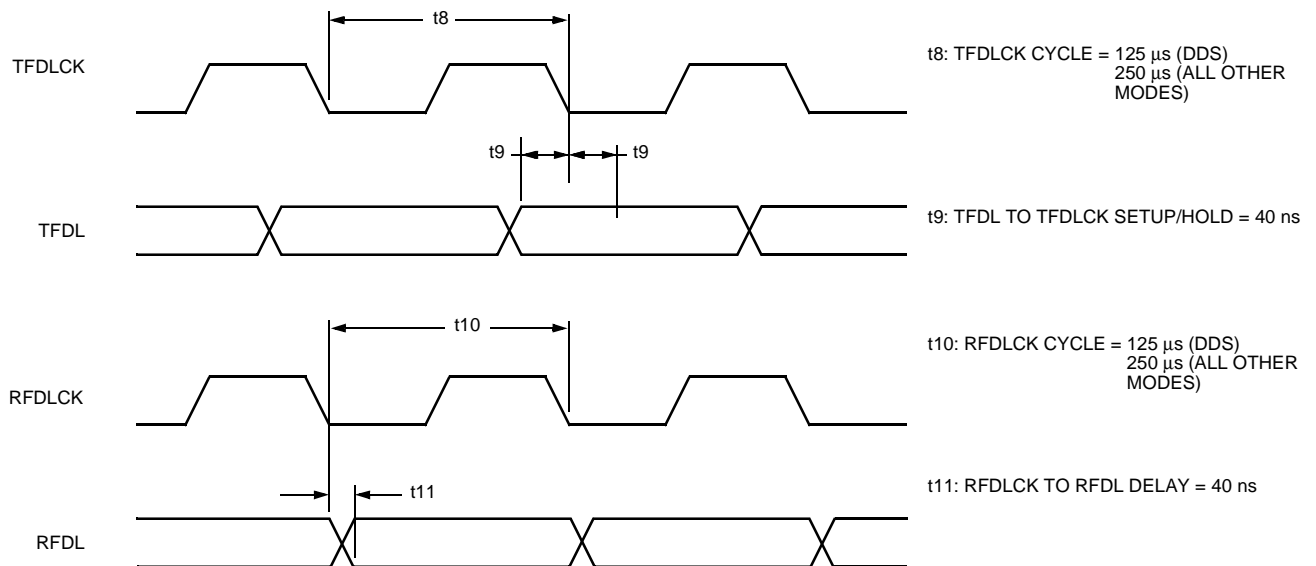 t8
TFDLCK
t8: TFDLCK CYCLE = 125 μs (DDS)
250 μs (ALL OTHER
MODES)
t9
t9
TFDL
t9: TFDL TO TFDLCK SETUP/HOLD = 40 ns
t10
t10: RFDLCK CYCLE = 125 μs (DDS)
250 μs (ALL OTHER
MODES)
RFDLCK
t11
t11: RFDLCK TO RFDL DELAY = 40 ns
RFDL